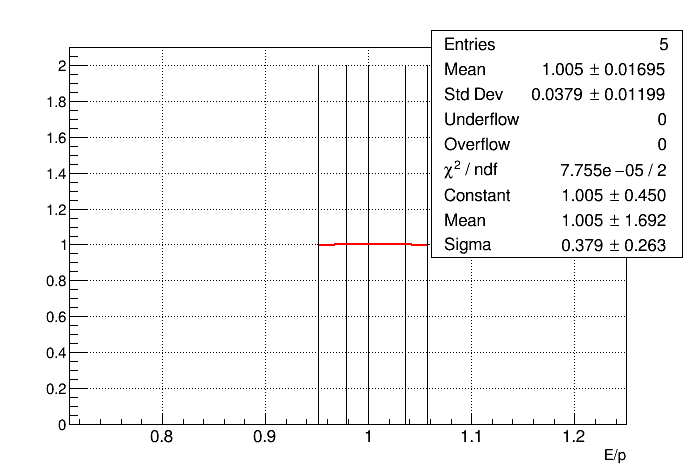 Entries 5
Mean 1.005 ± 0.01695
Std Dev 0.0379 ± 0.01199
Underflow 0
Overflow 0
χ² / ndf 7.755e−05 / 2
Constant 1.005 ± 0.450
Mean 1.005 ± 1.692
Sigma 0.379 ± 0.263
2
1.8
1.6
1.4
1.2
1
0.8
0.6
0.4
0.2
0
0.8 0.9 1 1.1 1.2
E/p